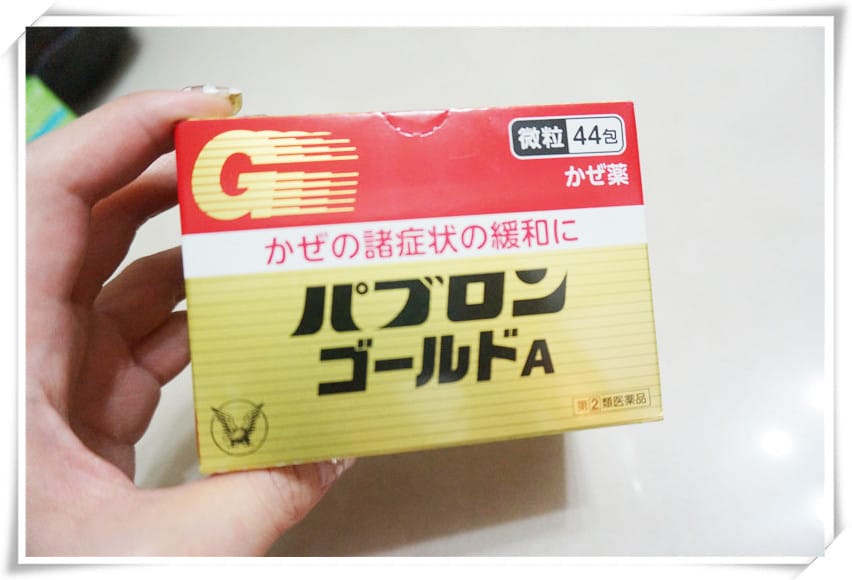 G
微粒 44包
かぜ薬
かぜの諸症状の緩和に
パブロン
ゴールドA
第②類医薬品